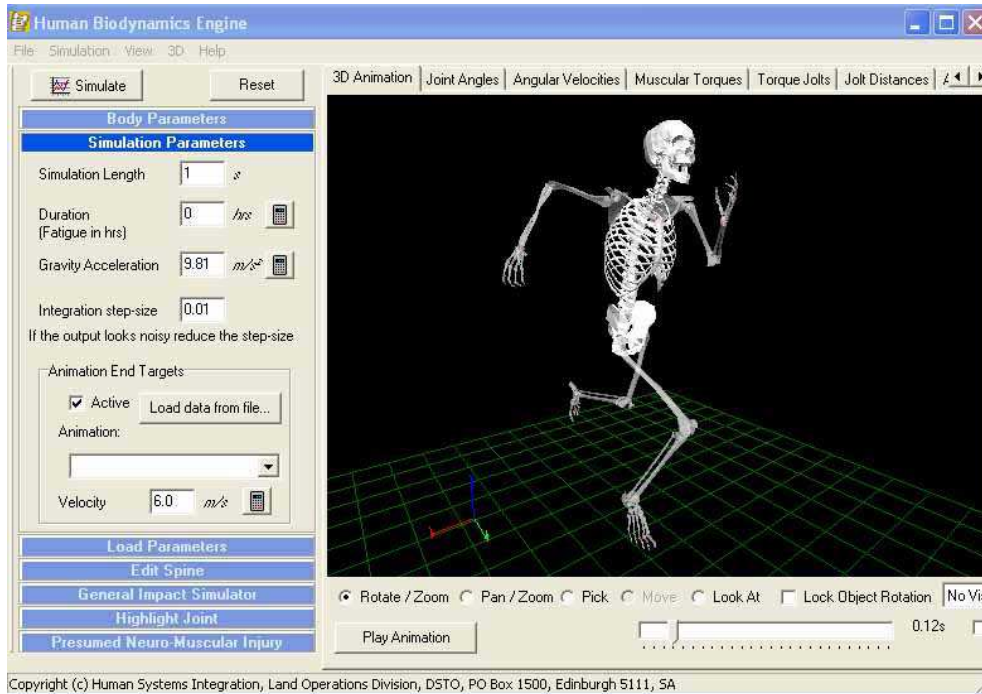 Human Biodynamics Engine
File Simulation View 3D Help
Simulate Reset
Body Parameters
Simulation Parameters
Simulation Length 1 s
Duration 0 hrs
(Fatigue in hrs)
Gravity Acceleration 9.81 m/s²
Integration step-size 0.01
If the output looks noisy reduce the step-size
Animation End Targets
Active Load data from file...
Animation:
Velocity 6.0 m/s
Load Parameters
Edit Spine
General Impact Simulator
Highlight Joint
Presumed Neuro-Muscular Injury
3D Animation Joint Angles Angular Velocities Muscular Torques Torque Jolts Jolt Distances
Rotate / Zoom Pan / Zoom Pick Move Look At Lock Object Rotation No
Play Animation 0.12s
Copyright (c) Human Systems Integration, Land Operations Division, DSTO, PO Box 1500, Edinburgh 5111, SA